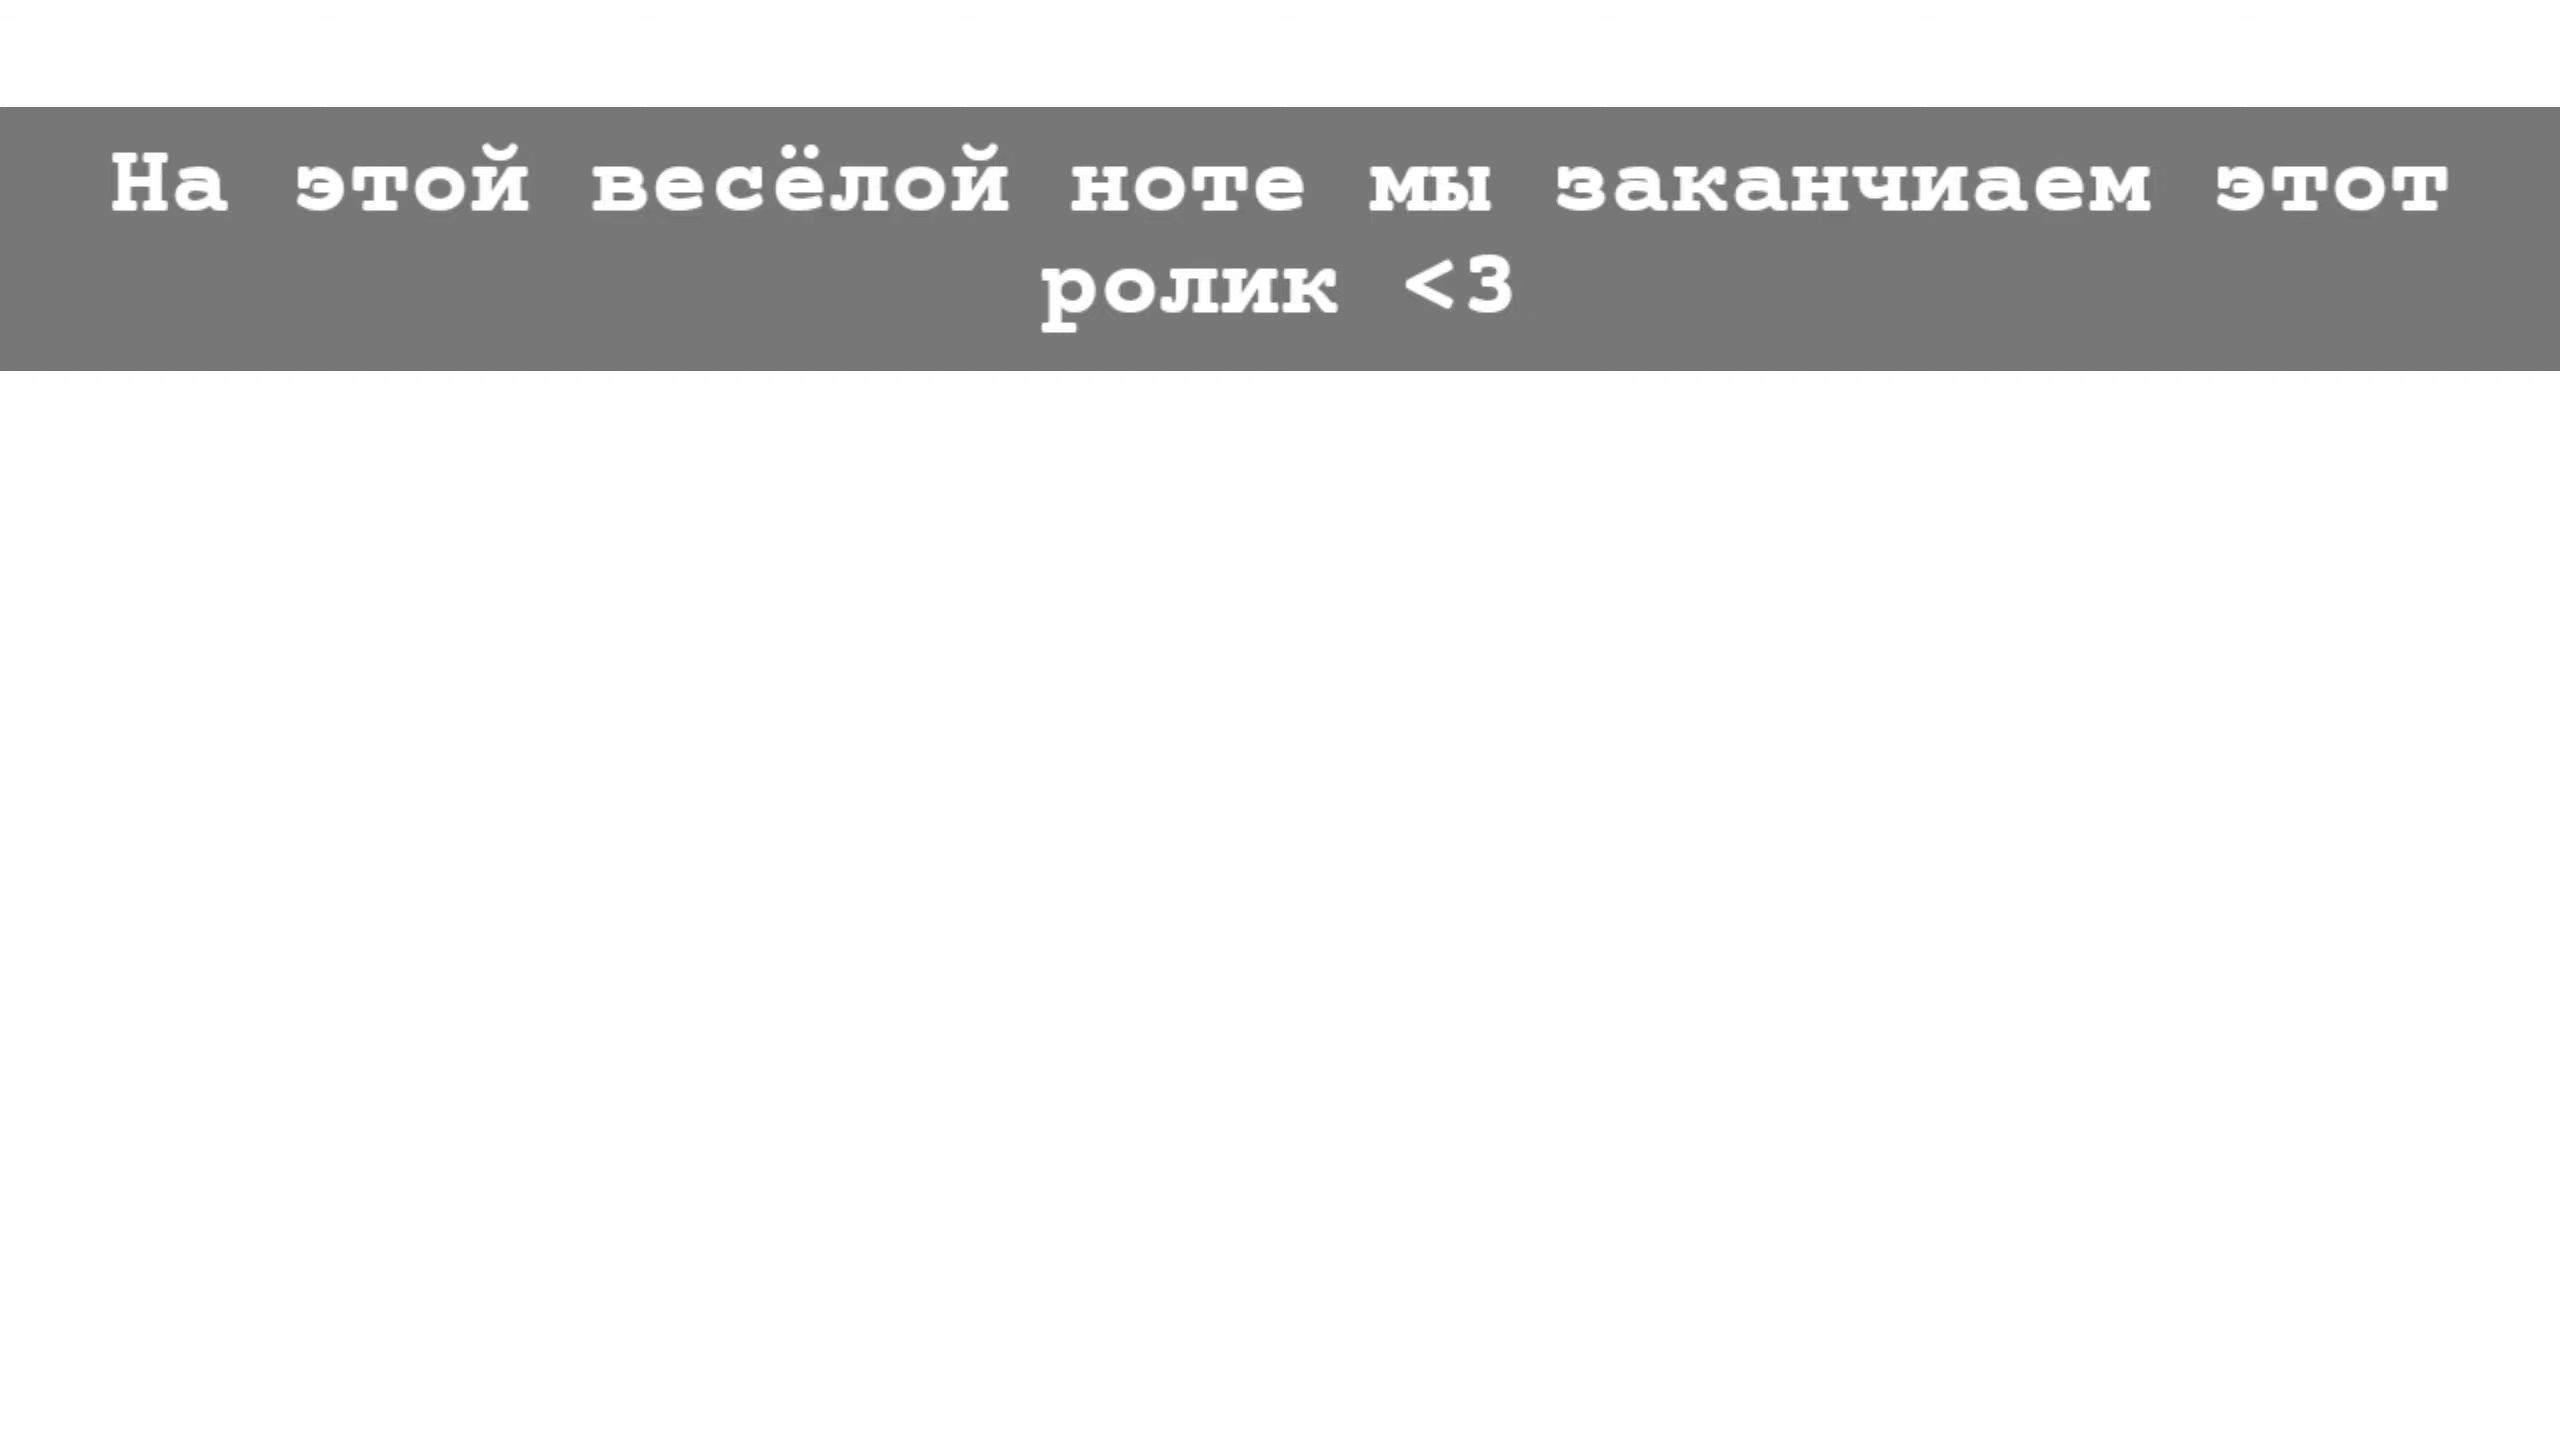 На этой весёлой ноте мы заканчиаем этот
ролик <3